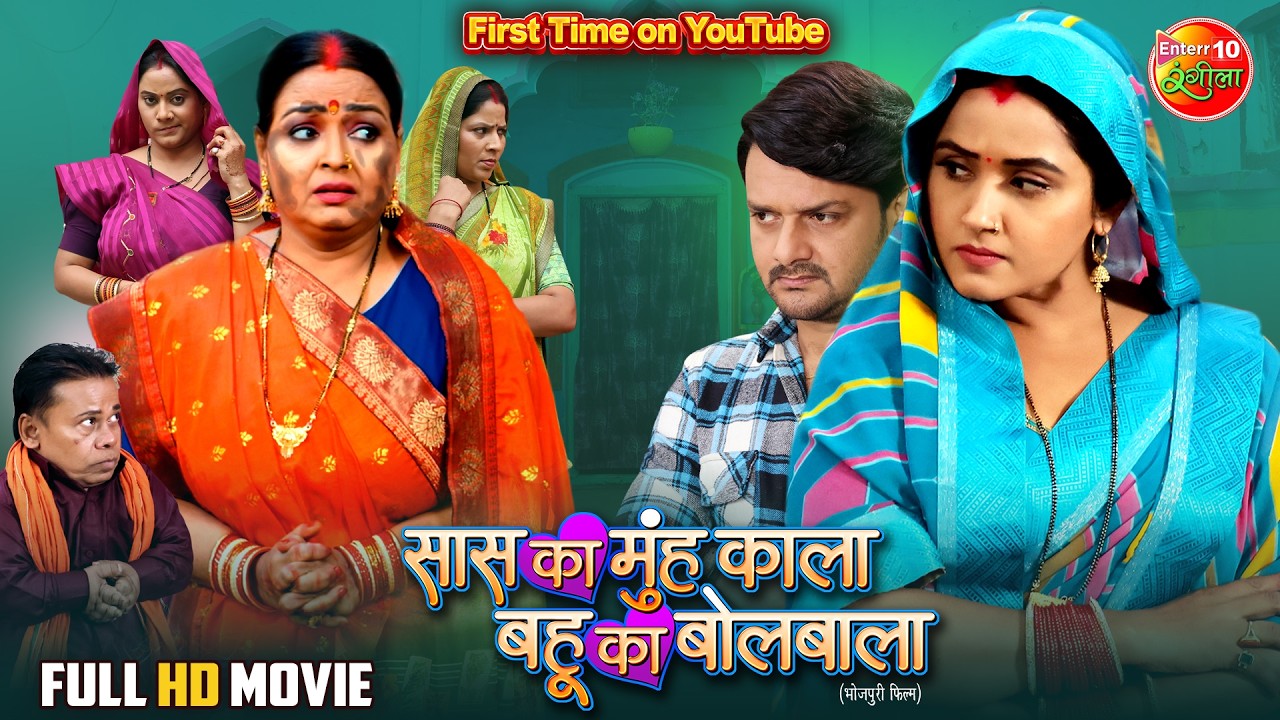 First Time on YouTube
Enterr 10
रंगीला
सास का मुंह काला
बहू का बोलबाला
(भोजपुरी फिल्म)
FULL HD MOVIE